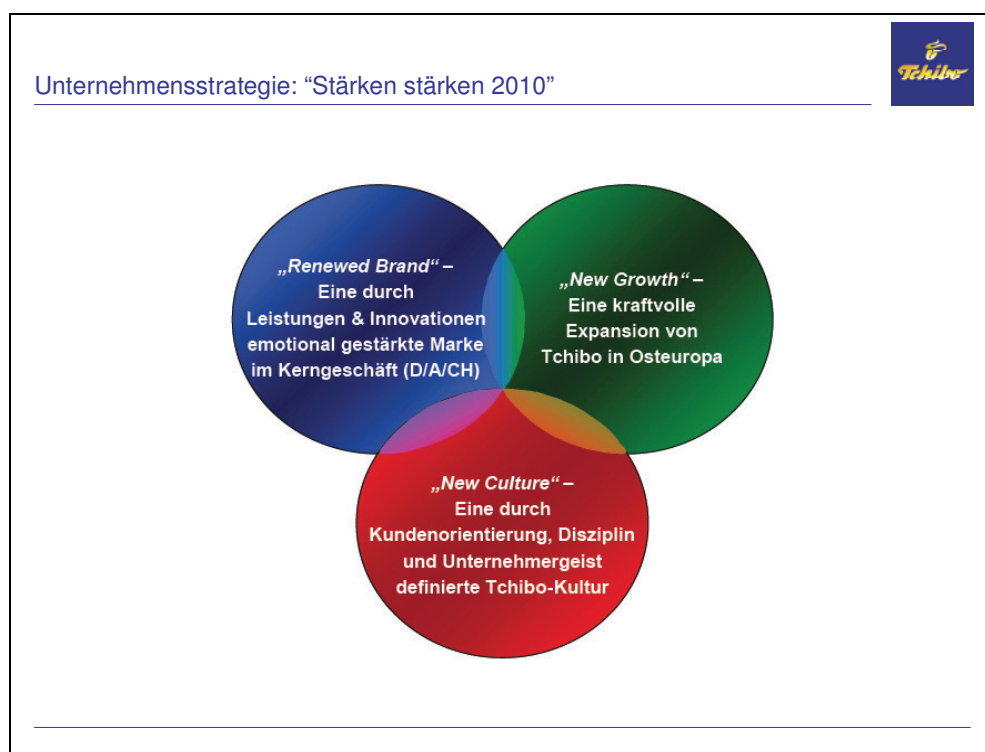 Unternehmensstrategie: “Stärken stärken 2010”
Tchibo
„Renewed Brand“ –
Eine durch
Leistungen & Innovationen
emotional gestärkte Marke
im Kerngeschäft (D/A/CH)
„New Growth“ –
Eine kraftvolle
Expansion von
Tchibo in Osteuropa
„New Culture“ –
Eine durch
Kundenorientierung, Disziplin
und Unternehmergeist
definierte Tchibo-Kultur